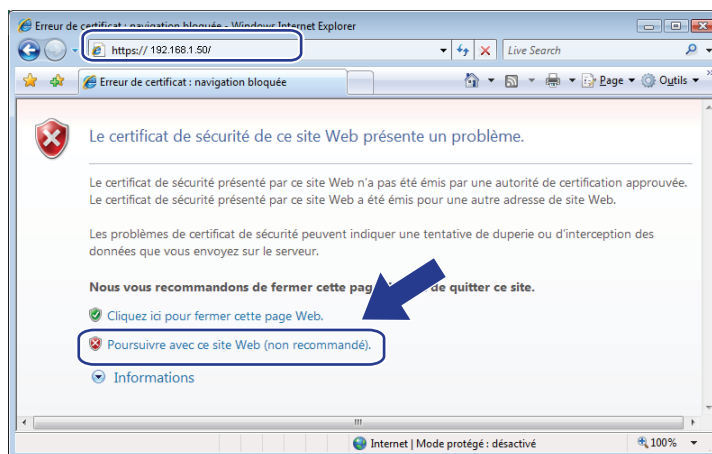 Erreur de certificat : navigation bloquée - Windows Internet Explorer
https:// 192.168.1.50/
Live Search
Erreur de certificat : navigation bloquée
Page
Outils
Le certificat de sécurité de ce site Web présente un problème.
Le certificat de sécurité présenté par ce site Web n'a pas été émis par une autorité de certification approuvée.
Le certificat de sécurité présenté par ce site Web a été émis pour une autre adresse de site Web.
Les problèmes de certificat de sécurité peuvent indiquer une tentative de duperie ou d'interception des
données que vous envoyez sur le serveur.
Nous vous recommandons de fermer cette pag de quitter ce site.
Cliquez ici pour fermer cette page Web.
Poursuivre avec ce site Web (non recommandé).
Informations
Internet | Mode protégé : désactivé
100%